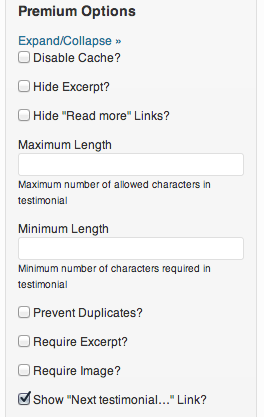 Premium Options
Expand/Collapse »
Disable Cache?
Hide Excerpt?
Hide "Read more" Links?
Maximum Length
Maximum number of allowed characters in
testimonial
Minimum Length
Minimum number of characters required in
testimonial
Prevent Duplicates?
Require Excerpt?
Require Image?
Show "Next testimonial…" Link?